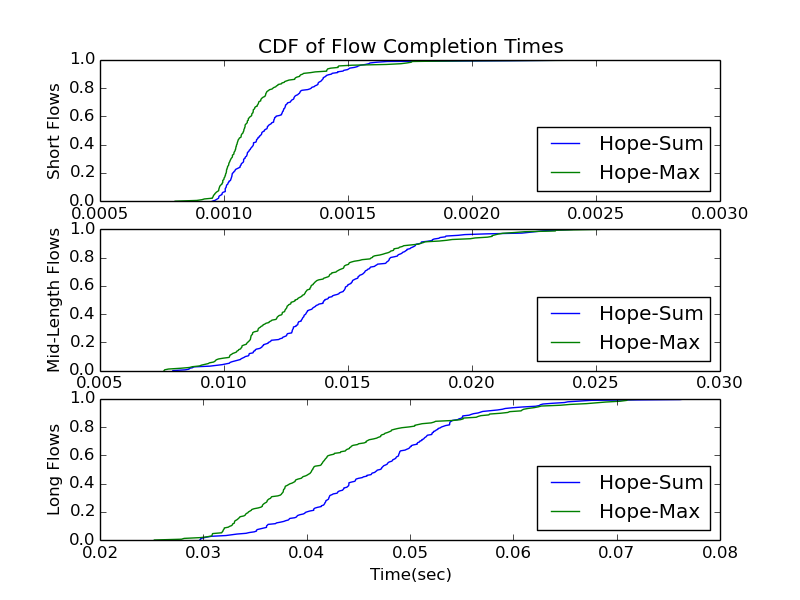 CDF of Flow Completion Times
1.0
0.8
0.6
0.4
0.2
0.0
Short Flows
Hope-Sum
Hope-Max
0.0005 0.0010 0.0015 0.0020 0.0025 0.0030
1.0
0.8
0.6
0.4
0.2
0.0
Mid-Length Flows
Hope-Sum
Hope-Max
0.005 0.010 0.015 0.020 0.025 0.030
1.0
0.8
0.6
0.4
0.2
0.0
Long Flows
Hope-Sum
Hope-Max
0.02 0.03 0.04 0.05 0.06 0.07 0.08
Time(sec)